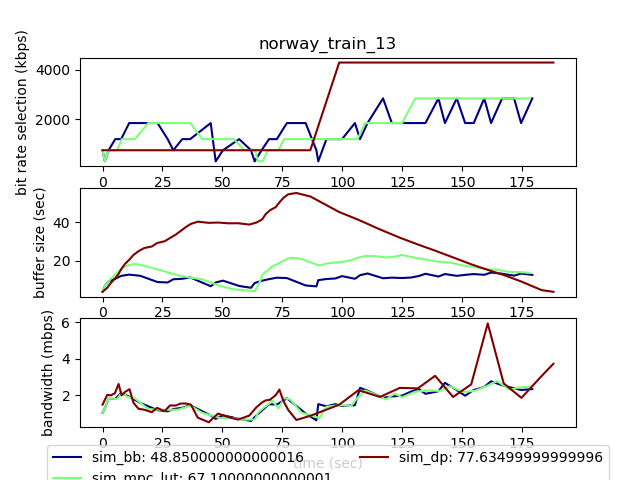 norway_train_13
bit rate selection (kbps)
4000
2000
0 25 50 75 100 125 150 175
buffer size (sec)
40
20
0 25 50 75 100 125 150 175
bandwidth (mbps)
6
4
2
0 25 50 75 100 125 150 175
time (sec)
sim_bb: 48.850000000000016
sim_dp: 77.63499999999996
sim_mpc_lut: 67.10000000000001